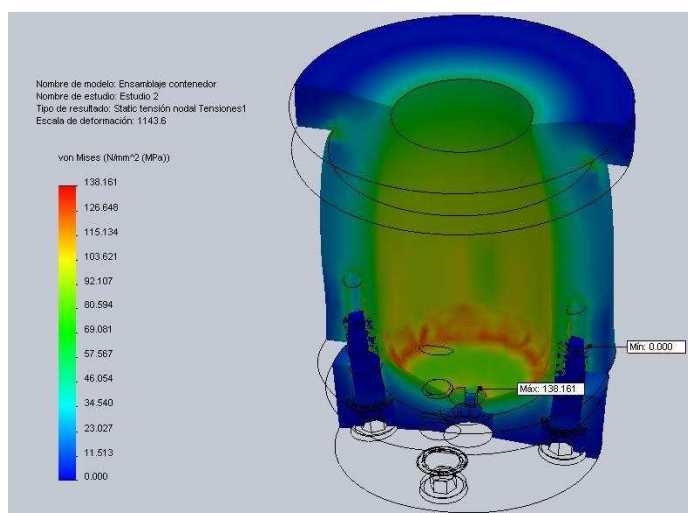 Nombre de modelo: Ensamblaje contenedor
Nombre de estudio: Estudio 2
Tipo de resultado: Static tensión nodal Tensiones1
Escala de deformación: 1143.6
von Mises (N/mm^2 (MPa))
138.161
126.648
115.134
103.621
92.107
80.594
69.081
57.567
46.054
34.540
23.027
11.513
0.000
Mín: 0.000
Máx: 138.161